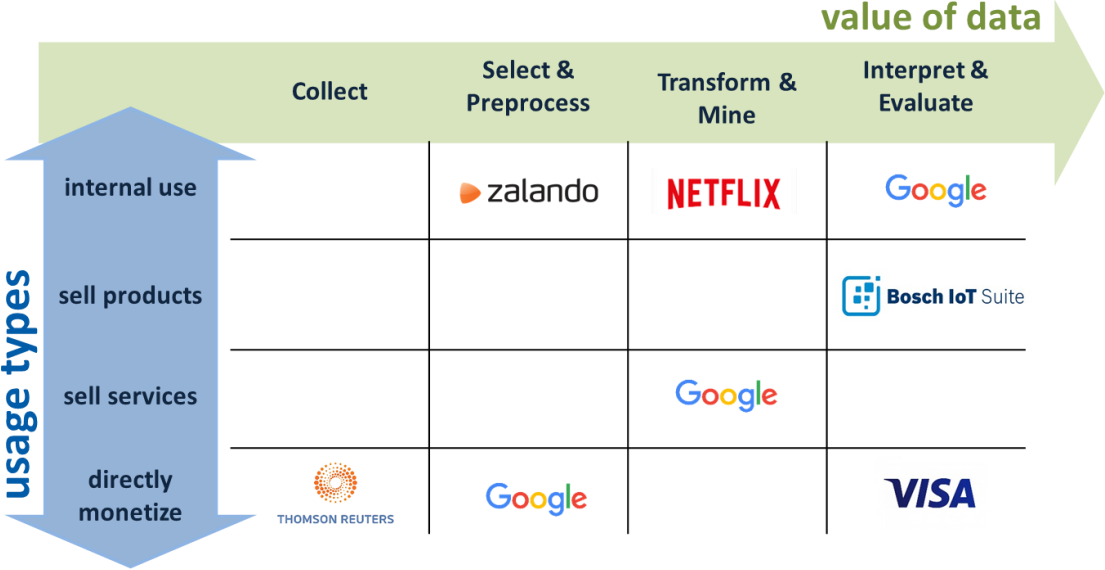 value of data
Collect
Select &
Preprocess
Transform &
Mine
Interpret &
Evaluate
usage types
internal use
zalando
NETFLIX
Google
sell products
Bosch IoT Suite
sell services
Google
directly
monetize
THOMSON REUTERS
Google
VISA